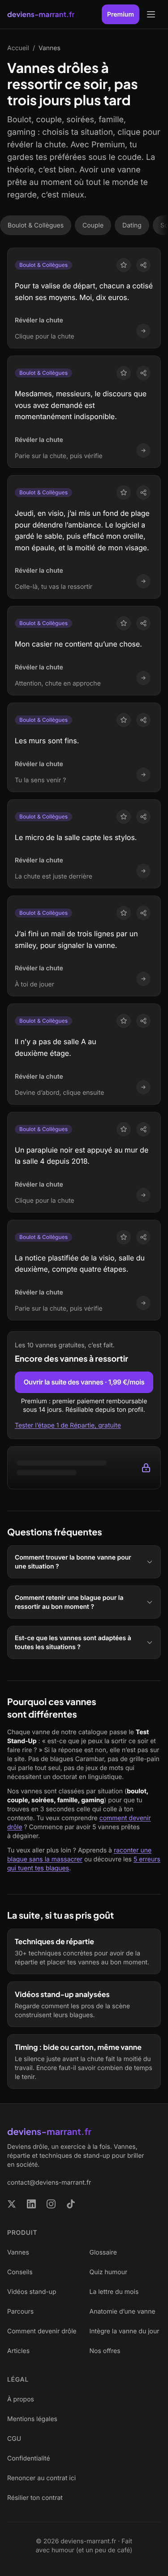 deviens-marrant.fr
Premium
Accueil / Vannes
Vannes drôles à
ressortir ce soir, pas
trois jours plus tard
Boulot, couple, soirées, famille,
gaming : choisis ta situation, clique pour
révéler la chute. Avec Premium, tu
gardes tes préférées sous le coude. La
différence entre avoir une vanne
prête au moment où tout le monde te
regarde, c'est mieux.
Boulot & Collègues
Couple
Dating
Boulot & Collègues
Pour ta valise de départ, chacun a cotisé
selon ses moyens. Moi, dix euros.
Révéler la chute
Clique pour la chute
Boulot & Collègues
Mesdames, messieurs, le discours que
vous avez demandé est
momentanément indisponible.
Révéler la chute
Parle sur la chute, puis vérifie
Boulot & Collègues
Jeudi, en visio, j'ai mis un fond de plage
pour détendre l'ambiance. Le logiciel a
gardé le sable, puis effacé mon oreille,
mon épaule, et la moitié de mon visage.
Révéler la chute
Celle-là, tu vas la ressortir
Boulot & Collègues
Mon casier ne contient qu'une chose.
Révéler la chute
Attention, chute en approche
Boulot & Collègues
Les murs sont fins.
Révéler la chute
Tu la sens venir ?
Boulot & Collègues
Le micro de la salle capte les stylos.
Révéler la chute
La chute est juste derrière
Boulot & Collègues
J'ai fini un mail de trois lignes par un
smiley, pour signaler la vanne.
Révéler la chute
À toi de jouer
Boulot & Collègues
Il n'y a pas de salle A au
deuxième étage.
Révéler la chute
Devine d'abord, clique ensuite
Boulot & Collègues
Un parapluie noir est appuyé au mur de
la salle 4 depuis 2018.
Révéler la chute
Clique pour la chute
Boulot & Collègues
La notice plastifiée de la visio, salle du
deuxième, compte quatre étapes.
Révéler la chute
Parle sur la chute, puis vérifie
Les 10 vannes gratuites, c'est fait.
Encore des vannes à ressortir
Ouvrir la suite des vannes · 1,99 €/mois
Premium : premier paiement remboursable
sous 14 jours. Résiliable depuis ton profil.
Tester l'étape 1 de Répartie, gratuite
Questions fréquentes
Comment trouver la bonne vanne pour
une situation ?
Comment retenir une blague pour la
ressortir au bon moment ?
Est-ce que les vannes sont adaptées à
toutes les situations ?
Pourquoi ces vannes
sont différentes
Chaque vanne de notre catalogue passe le Test
Stand-Up : « est-ce que je peux la sortir ce soir et
faire rire ? » Si la réponse est non, elle n'est pas sur
le site. Pas de blagues Carambar, pas de pâte-pain
qui parle tout seul, pas de jeux de mots qui
nécessitent un doctorat en linguistique.
Nos vannes sont classées par situation (boulot,
couple, soirées, famille, gaming) pour que tu
trouves en 3 secondes celle qui colle à ton
contexte. Tu veux comprendre comment devenir
drôle ? Commence par avoir 5 vannes prêtes
à dégainer.
Tu veux aller plus loin ? Apprends à raconter une
blague sans la massacrer ou découvre les 5 erreurs
qui tuent tes blagues.
La suite, si tu as pris goût
Techniques de répartie
30+ techniques concrètes pour avoir de la
répartie et placer tes vannes au bon moment.
Vidéos stand-up analysées
Regarde comment les pros de la scène
construisent leurs blagues.
Timing : bide ou carton, même vanne
Le silence juste avant la chute fait la moitié du
travail. Encore faut-il savoir combien de temps
le tenir.
deviens-marrant.fr
Deviens drôle, un exercice à la fois. Vannes,
répartie et techniques de stand-up pour briller
en société.
contact@deviens-marrant.fr
PRODUIT
Vannes
Glossaire
Conseils
Quiz humour
Vidéos stand-up
La lettre du mois
Parcours
Anatomie d'une vanne
Comment devenir drôle
Intègre la vanne du jour
Articles
Nos offres
LÉGAL
À propos
Mentions légales
CGU
Confidentialité
Renoncer au contrat ici
Résilier ton contrat
© 2026 deviens-marrant.fr · Fait
avec humour (et un peu de café)